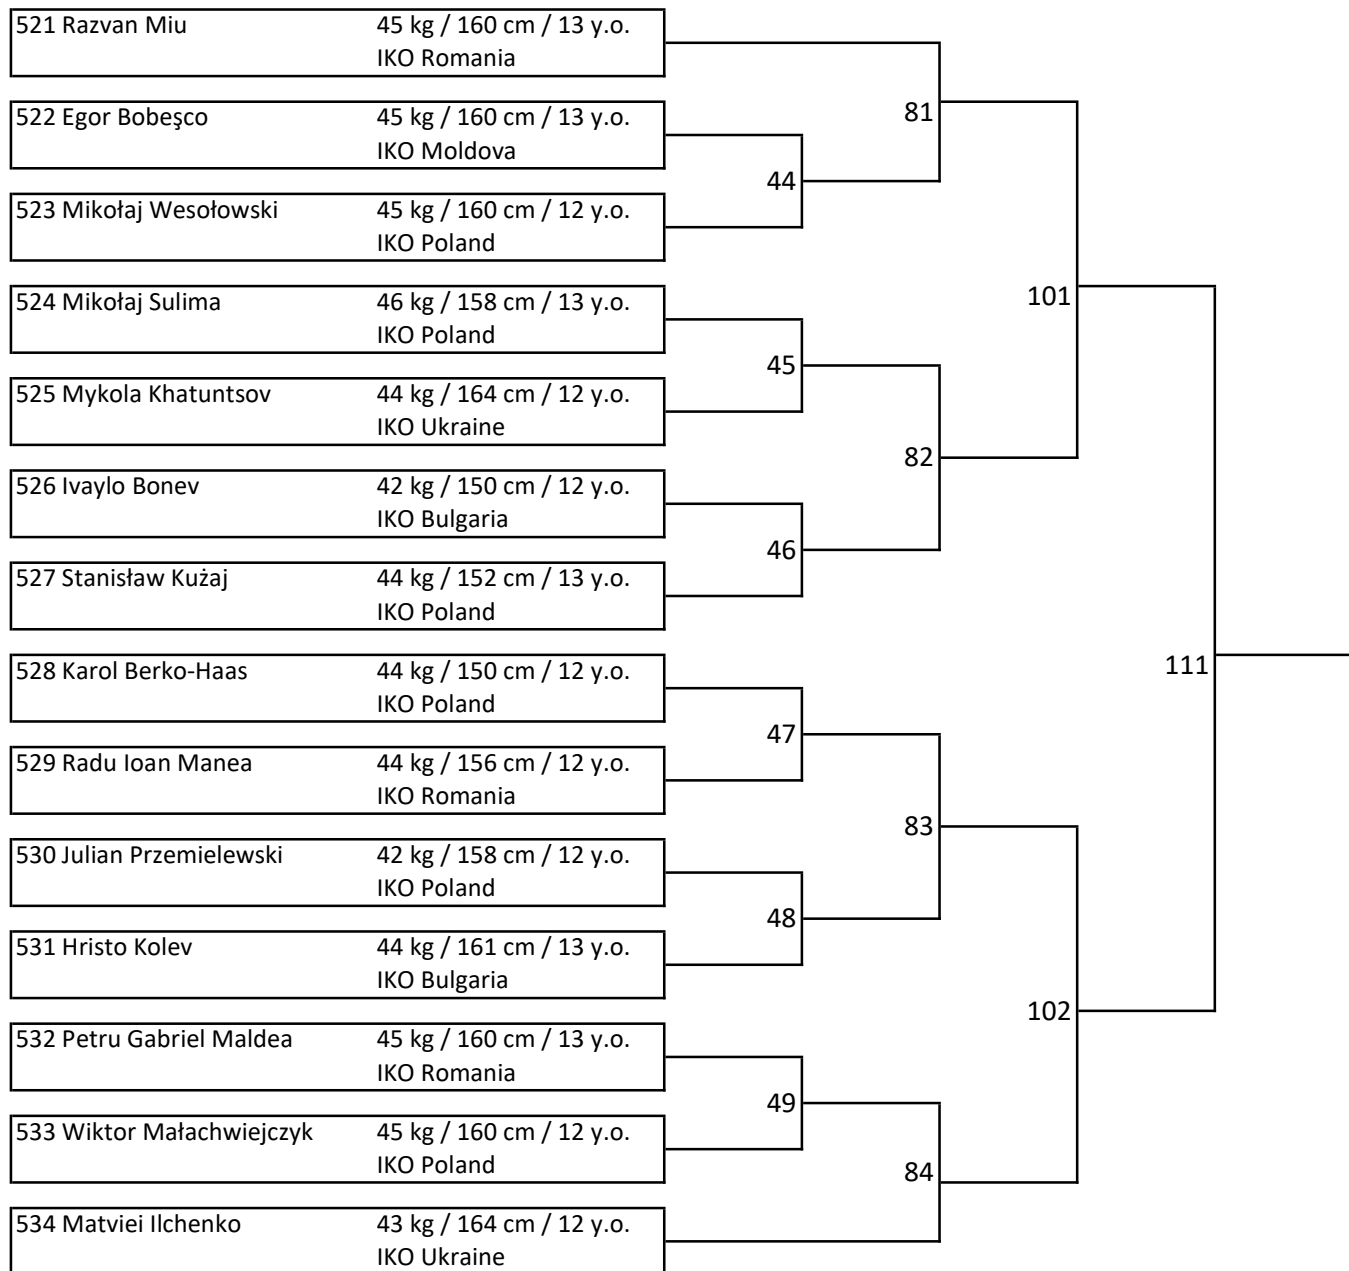 521 Razvan Miu 45 kg / 160 cm / 13 y.o.
IKO Romania
81
522 Egor Bobeşco 45 kg / 160 cm / 13 y.o.
IKO Moldova
44
523 Mikołaj Wesołowski 45 kg / 160 cm / 12 y.o.
IKO Poland
101
524 Mikołaj Sulima 46 kg / 158 cm / 13 y.o.
IKO Poland
45
525 Mykola Khatuntsov 44 kg / 164 cm / 12 y.o.
IKO Ukraine
82
526 Ivaylo Bonev 42 kg / 150 cm / 12 y.o.
IKO Bulgaria
46
527 Stanisław Kużaj 44 kg / 152 cm / 13 y.o.
IKO Poland
111
528 Karol Berko-Haas 44 kg / 150 cm / 12 y.o.
IKO Poland
47
529 Radu Ioan Manea 44 kg / 156 cm / 12 y.o.
IKO Romania
83
530 Julian Przemielewski 42 kg / 158 cm / 12 y.o.
IKO Poland
48
531 Hristo Kolev 44 kg / 161 cm / 13 y.o.
IKO Bulgaria
102
532 Petru Gabriel Maldea 45 kg / 160 cm / 13 y.o.
IKO Romania
49
533 Wiktor Małachwiejczyk 45 kg / 160 cm / 12 y.o.
IKO Poland
84
534 Matviei Ilchenko 43 kg / 164 cm / 12 y.o.
IKO Ukraine